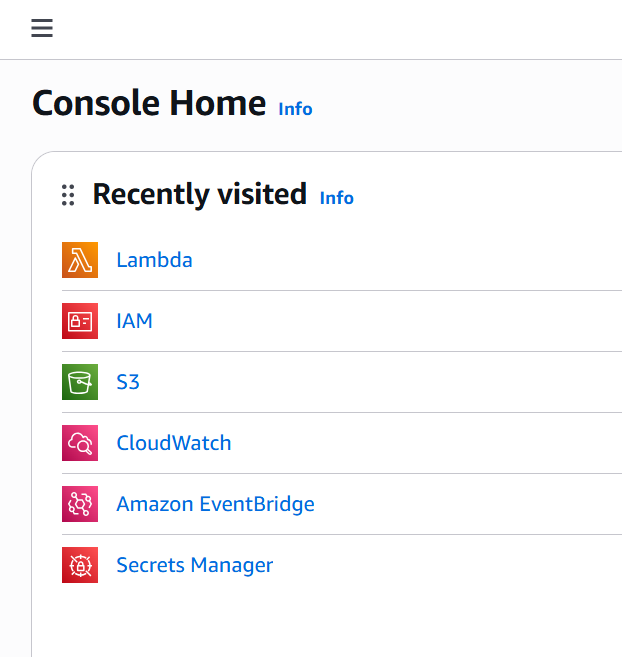 Console Home Info
Recently visited Info
Lambda
IAM
S3
CloudWatch
Amazon EventBridge
Secrets Manager